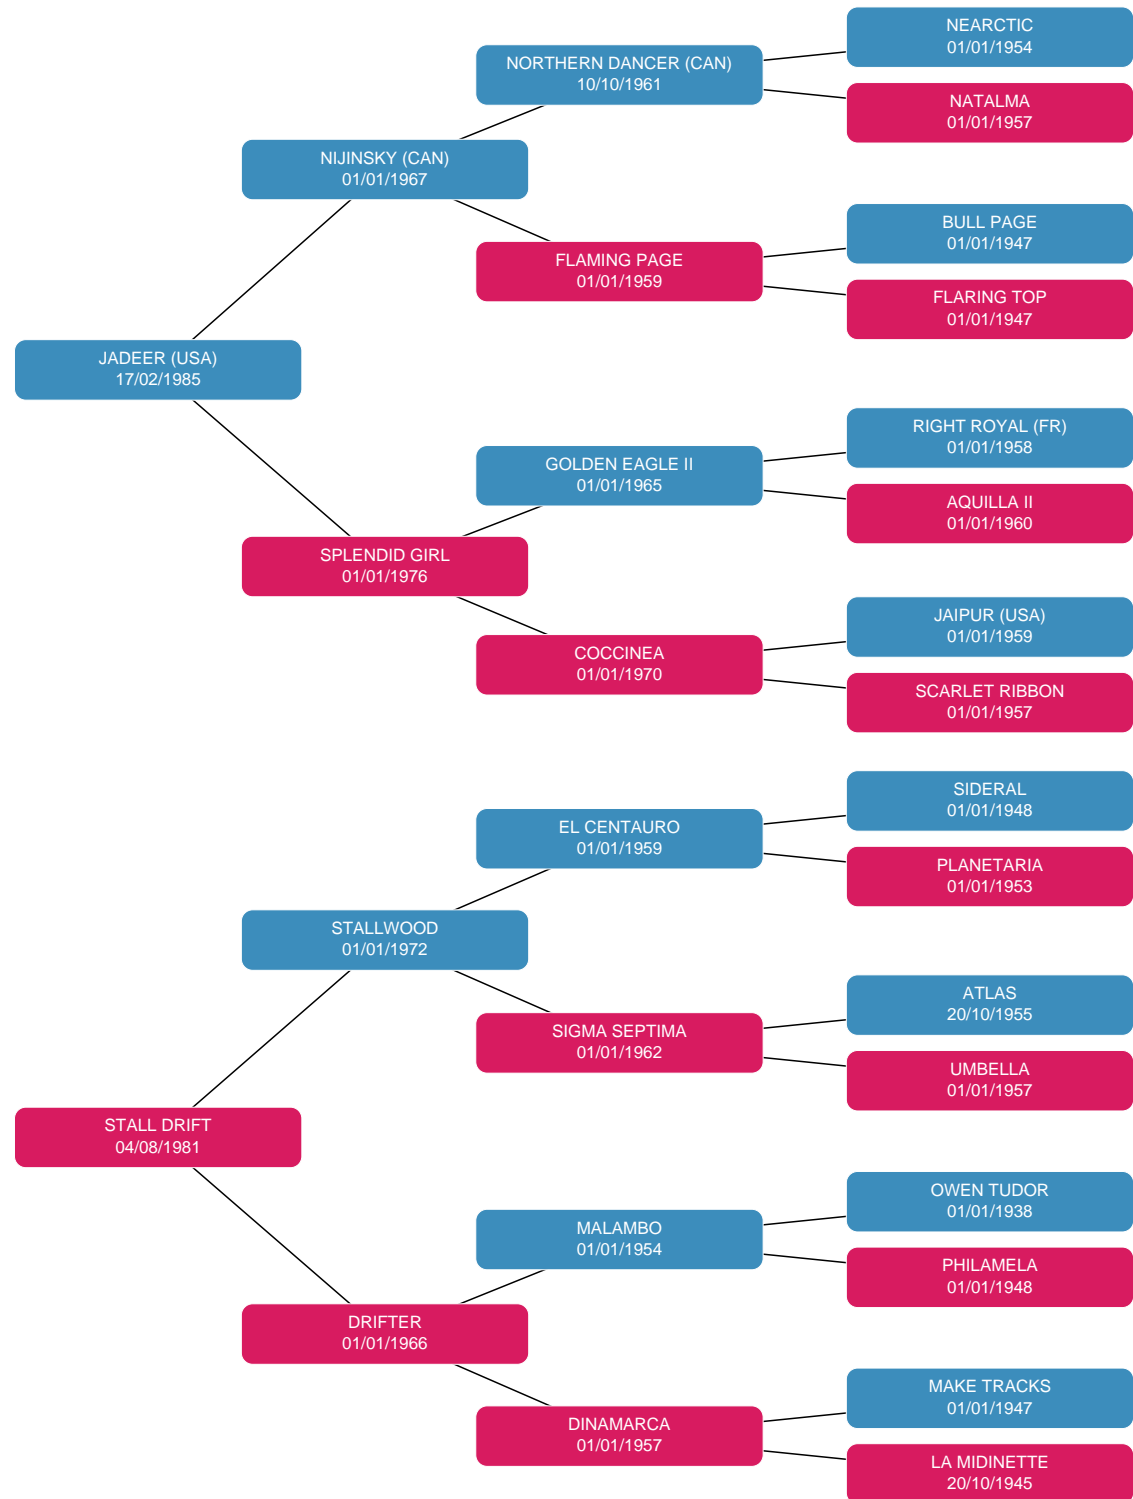 NEARCTIC
01/01/1954
NORTHERN DANCER (CAN)
10/10/1961
NATALMA
01/01/1957
NIJINSKY (CAN)
01/01/1967
BULL PAGE
01/01/1947
FLAMING PAGE
01/01/1959
FLARING TOP
01/01/1947
JADEER (USA)
17/02/1985
RIGHT ROYAL (FR)
01/01/1958
GOLDEN EAGLE II
01/01/1965
AQUILLA II
01/01/1960
SPLENDID GIRL
01/01/1976
JAIPUR (USA)
01/01/1959
COCCINEA
01/01/1970
SCARLET RIBBON
01/01/1957
SIDERAL
01/01/1948
EL CENTAURO
01/01/1959
PLANETARIA
01/01/1953
STALLWOOD
01/01/1972
ATLAS
20/10/1955
SIGMA SEPTIMA
01/01/1962
UMBELLA
01/01/1957
STALL DRIFT
04/08/1981
OWEN TUDOR
01/01/1938
MALAMBO
01/01/1954
PHILAMELA
01/01/1948
DRIFTER
01/01/1966
MAKE TRACKS
01/01/1947
DINAMARCA
01/01/1957
LA MIDINETTE
20/10/1945